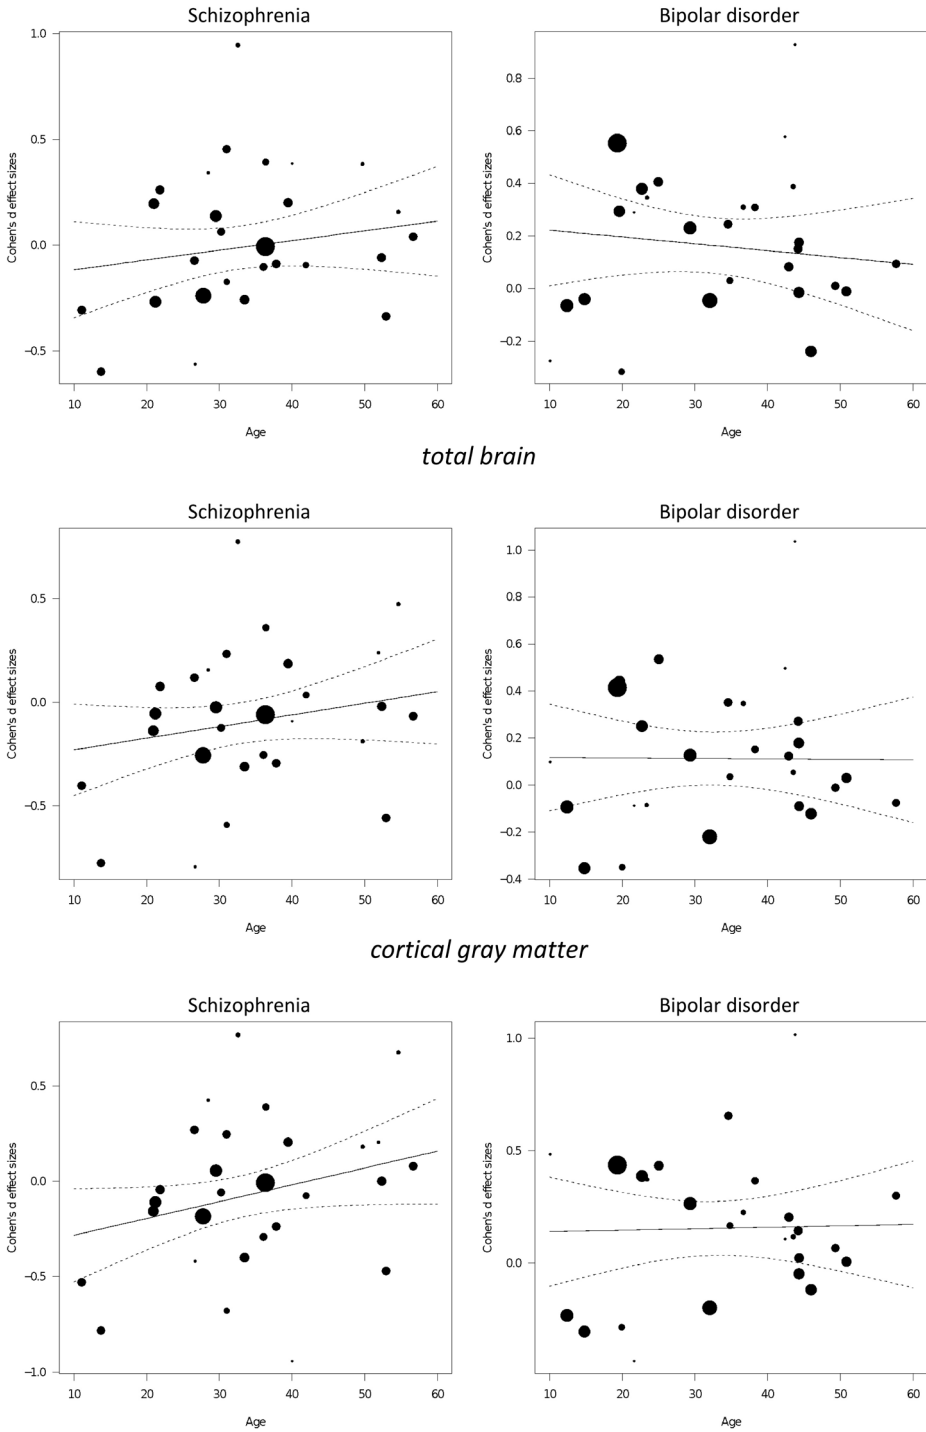 Schizophrenia
Bipolar disorder
Cohen's d effect sizes
1.0
0.5
0.0
−0.5
10 20 30 40 50 60
Age
Cohen's d effect sizes
0.8
0.6
0.4
0.2
0.0
−0.2
10 20 30 40 50 60
Age
total brain
Schizophrenia
Bipolar disorder
Cohen's d effect sizes
0.5
0.0
−0.5
10 20 30 40 50 60
Age
Cohen's d effect sizes
1.0
0.8
0.6
0.4
0.2
0.0
−0.2
−0.4
10 20 30 40 50 60
Age
cortical gray matter
Schizophrenia
Bipolar disorder
Cohen's d effect sizes
0.5
0.0
−0.5
−1.0
10 20 30 40 50 60
Age
Cohen's d effect sizes
1.0
0.5
0.0
10 20 30 40 50 60
Age